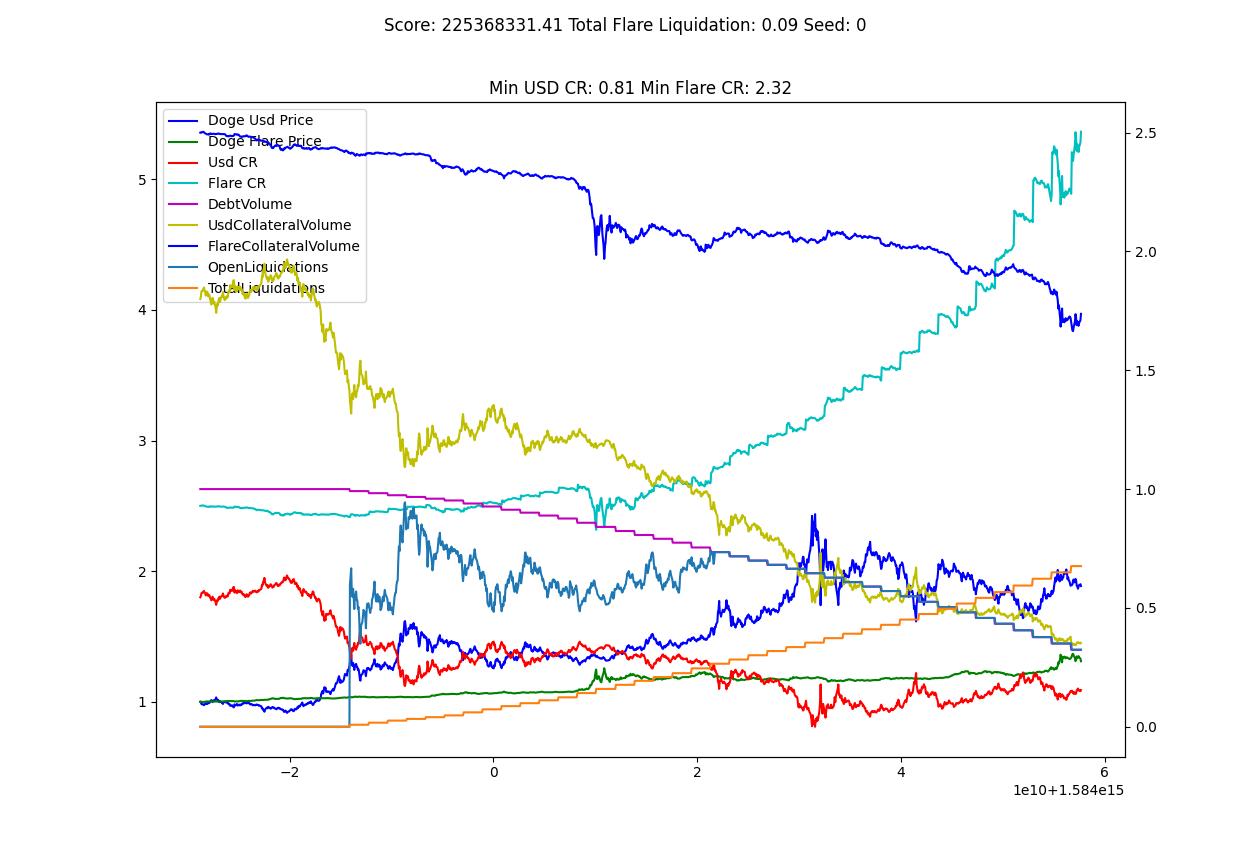 Score: 225368331.41 Total Flare Liquidation: 0.09 Seed: 0
Min USD CR: 0.81 Min Flare CR: 2.32
Doge Usd Price
Doge Flare Price
Usd CR
Flare CR
DebtVolume
UsdCollateralVolume
FlareCollateralVolume
OpenLiquidations
TotalLiquidations
5
4
3
2
1
2.5
2.0
1.5
1.0
0.5
0.0
−2 0 2 4 6
1e10+1.584e15